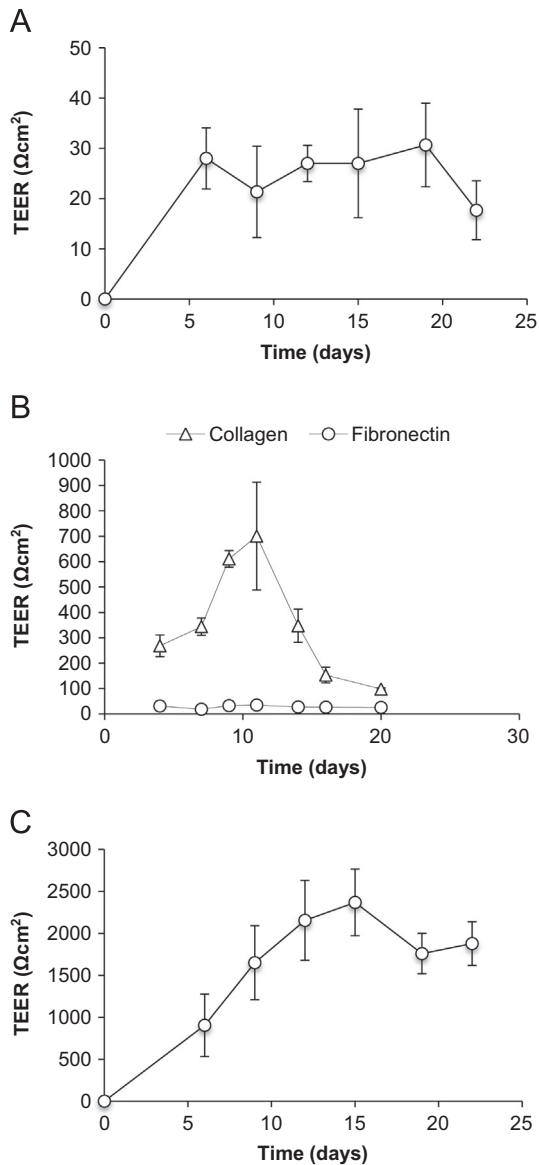 A
TEER (Ωcm²)
50
40
30
20
10
0
0 5 10 15 20 25
Time (days)
B
Collagen Fibronectin
TEER (Ωcm²)
1000
900
800
700
600
500
400
300
200
100
0
0 10 20 30
Time (days)
C
TEER (Ωcm²)
3000
2500
2000
1500
1000
500
0
0 5 10 15 20 25
Time (days)